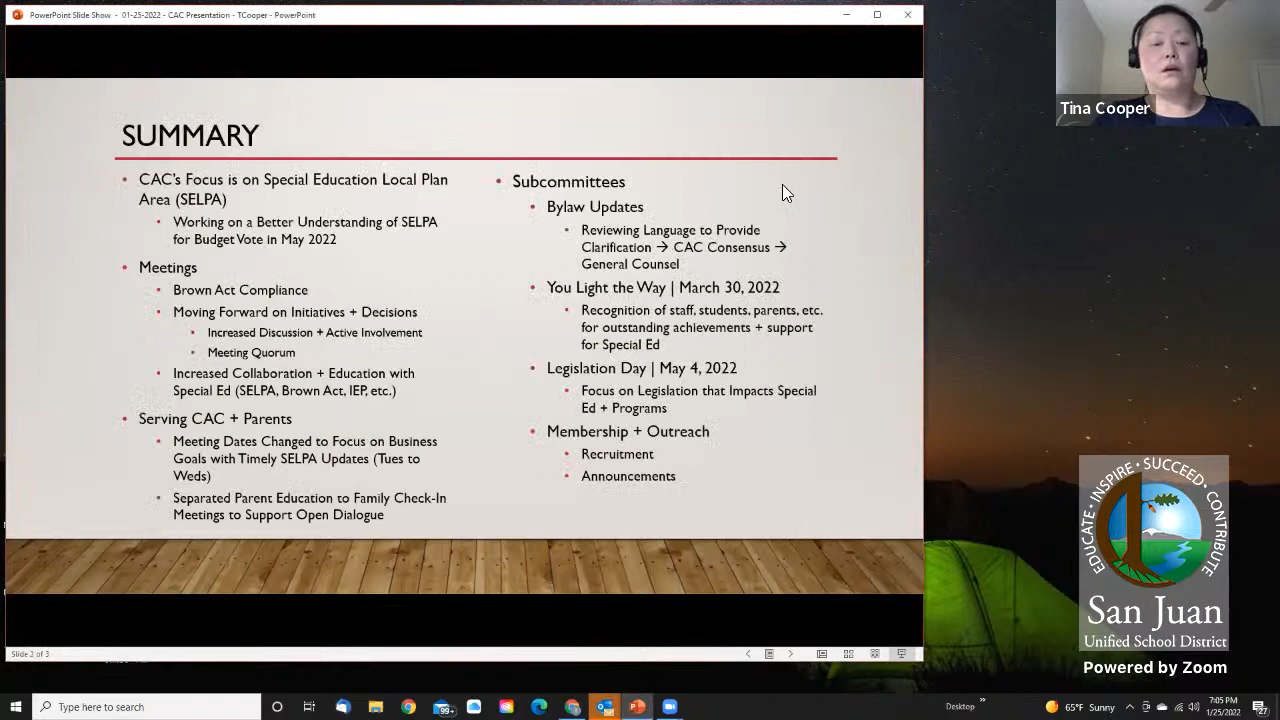 PowerPoint Slide Show - 01-25-2022 - CAC Presentation - TCooper - PowerPoint
SUMMARY
• CAC's Focus is on Special Education Local Plan
Area (SELPA)
• Working on a Better Understanding of SELPA
for Budget Vote in May 2022
• Meetings
• Brown Act Compliance
• Moving Forward on Initiatives + Decisions
• Increased Discussion + Active Involvement
• Meeting Quorum
• Increased Collaboration + Education with
Special Ed (SELPA, Brown Act, IEP, etc.)
• Serving CAC + Parents
• Meeting Dates Changed to Focus on Business
Goals with Timely SELPA Updates (Tues to
Weds)
• Separated Parent Education to Family Check-In
Meetings to Support Open Dialogue
• Subcommittees
• Bylaw Updates
• Reviewing Language to Provide
Clarification → CAC Consensus →
General Counsel
• You Light the Way | March 30, 2022
• Recognition of staff, students, parents, etc.
for outstanding achievements + support
for Special Ed
• Legislation Day | May 4, 2022
• Focus on Legislation that Impacts Special
Ed + Programs
• Membership + Outreach
• Recruitment
• Announcements
Slide 2 of 3
Tina Cooper
EDUCATE • INSPIRE • SUCCEED • CONTRIBUTE
San Juan
Unified School District
Powered by Zoom
Type here to search
99+
Desktop
65°F Sunny
7:05 PM
1/25/2022